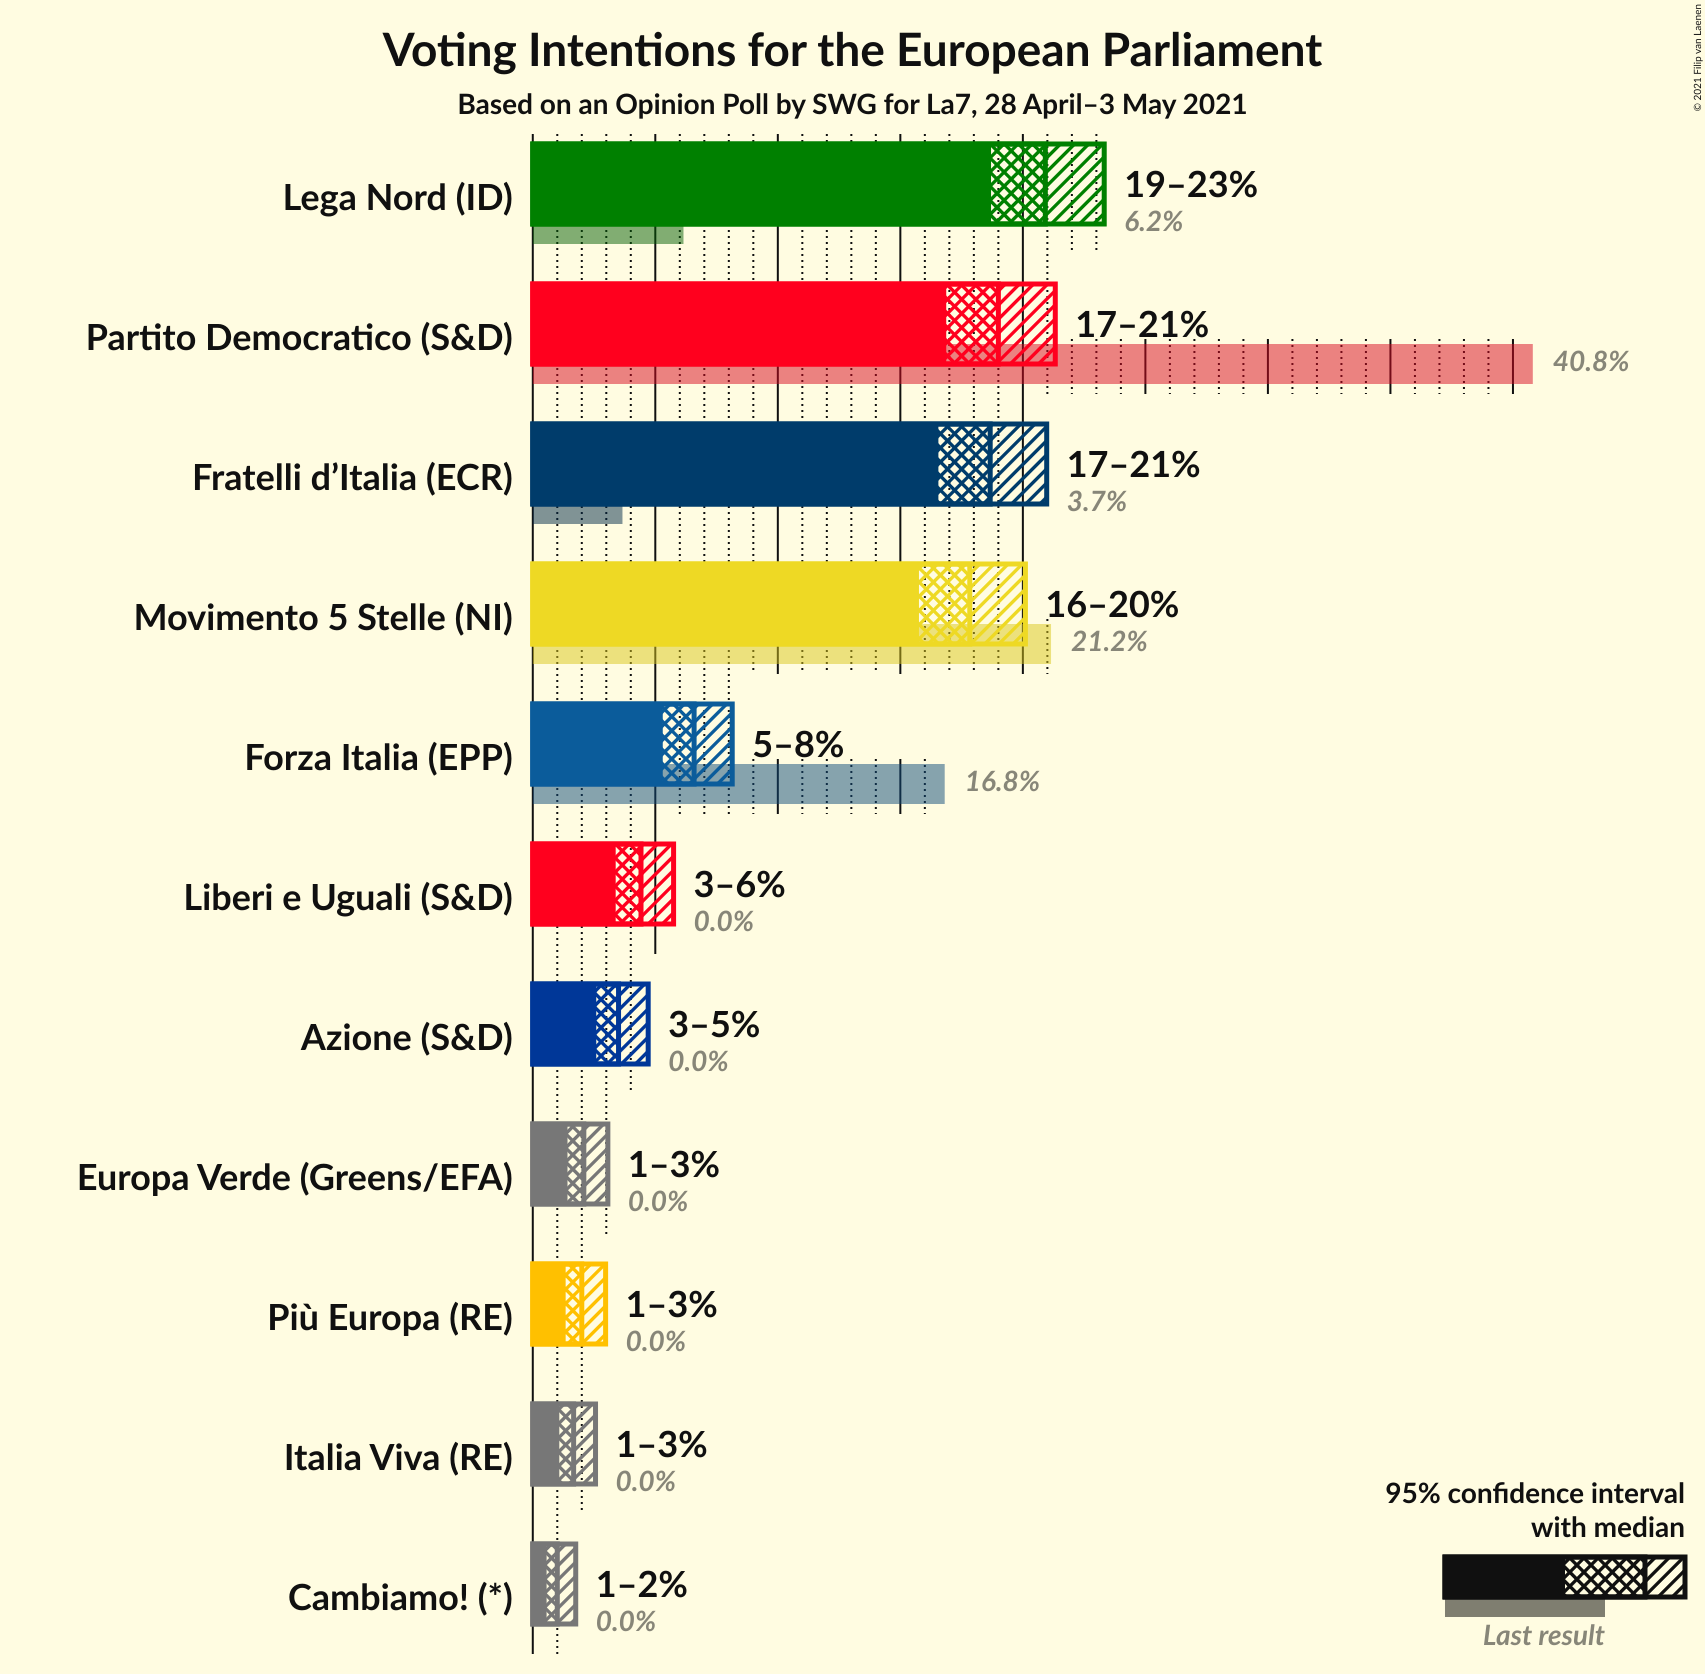 Voting Intentions for the European Parliament
Based on an Opinion Poll by SWG for La7, 28 April–3 May 2021
© 2021 Filip van Laenen
Lega Nord (ID)
19–23%
6.2%
Partito Democratico (S&D)
17–21%
40.8%
Fratelli d’Italia (ECR)
17–21%
3.7%
Movimento 5 Stelle (NI)
16–20%
21.2%
Forza Italia (EPP)
5–8%
16.8%
Liberi e Uguali (S&D)
3–6%
0.0%
Azione (S&D)
3–5%
0.0%
Europa Verde (Greens/EFA)
1–3%
0.0%
Più Europa (RE)
1–3%
0.0%
Italia Viva (RE)
1–3%
0.0%
Cambiamo! (*)
1–2%
0.0%
95% confidence interval
with median
Last result